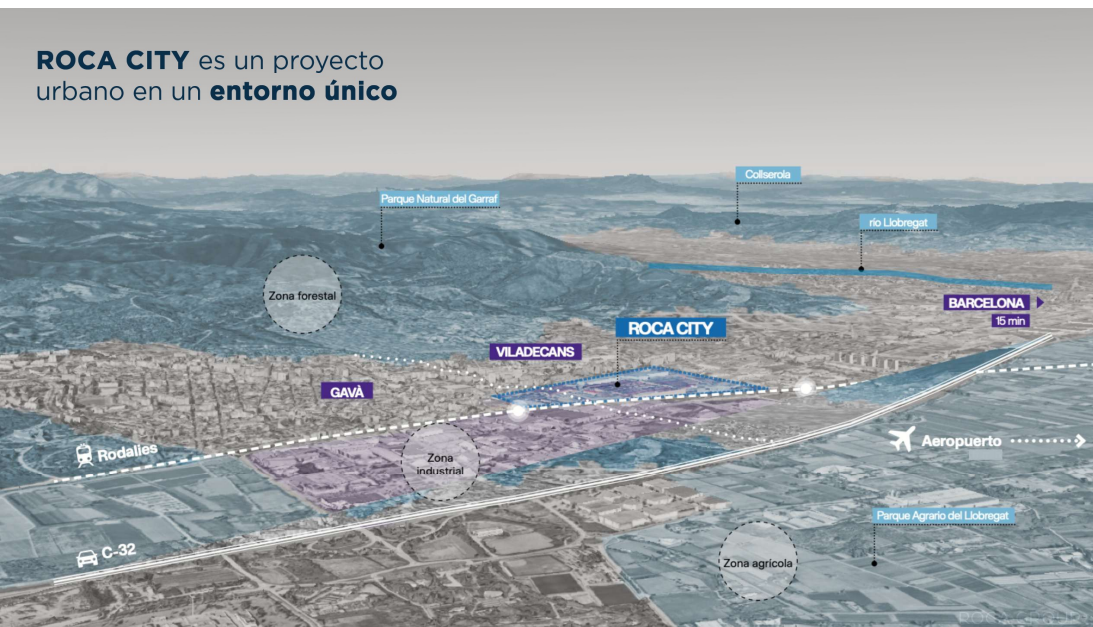 ROCA CITY es un proyecto
urbano en un entorno único
Collserola
Parque Natural del Garraf
río Llobregat
Zona forestal
BARCELONA
15 min
ROCA CITY
VILADECANS
GAVÀ
Aeropuerto
Rodalies
Zona
industrial
Parque Agrario del Llobregat
C-32
Zona agrícola